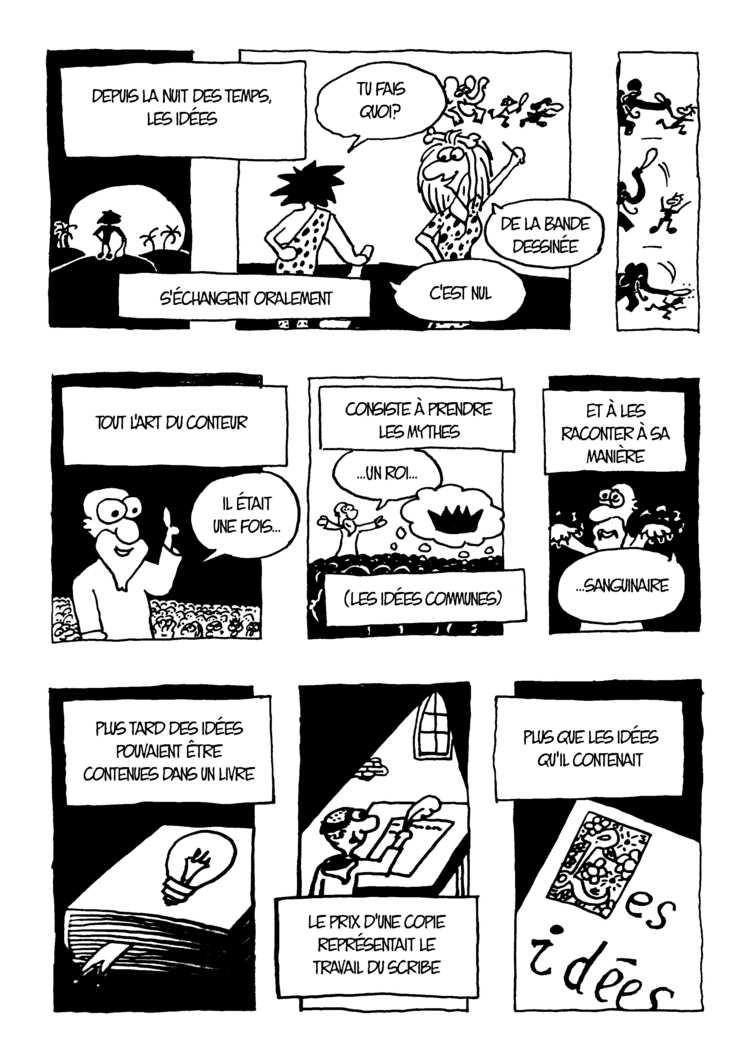 DEPUIS LA NUIT DES TEMPS,
LES IDÉES
TU FAIS
QUOI?
DE LA BANDE
DESSINÉE
C'EST NUL
S'ÉCHANGENT ORALEMENT
TOUT L'ART DU CONTEUR
IL ÉTAIT
UNE FOIS...
CONSISTE À PRENDRE
LES MYTHES
...UN ROI...
(LES IDÉES COMMUNES)
ET À LES
RACONTER À SA
MANIÈRE
...SANGUINAIRE
PLUS TARD DES IDÉES
POUVAIENT ÊTRE
CONTENUES DANS UN LIVRE
LE PRIX D'UNE COPIE
REPRÉSENTAIT LE
TRAVAIL DU SCRIBE
PLUS QUE LES IDÉES
QU'IL CONTENAIT
Les
idées